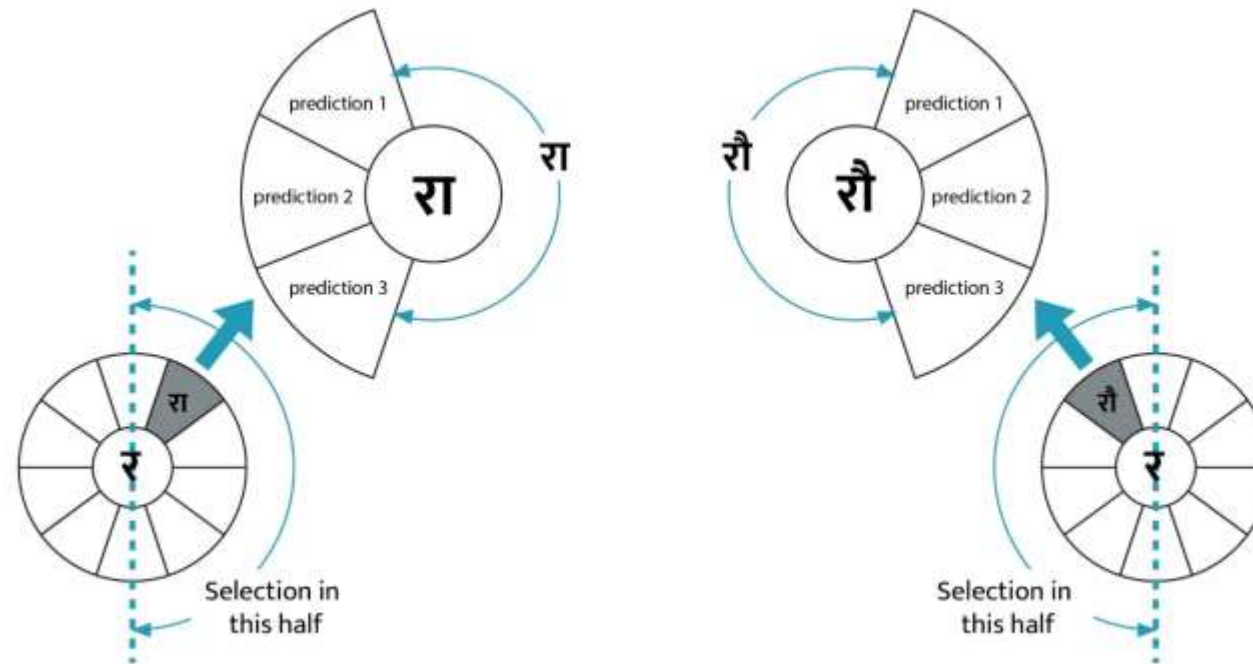 prediction 1
prediction 2
prediction 3
रा
रा
रा
र
Selection in
this half
prediction 1
prediction 2
prediction 3
रौ
रौ
रौ
र
Selection in
this half